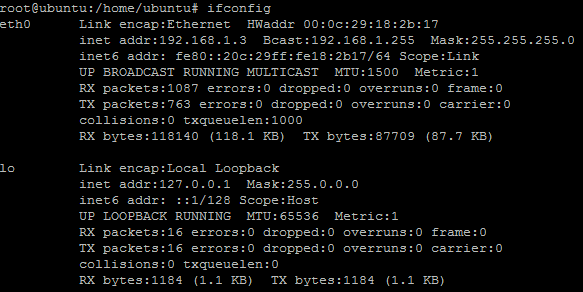 root@ubuntu:/home/ubuntu# ifconfig
eth0 Link encap:Ethernet HWaddr 00:0c:29:18:2b:17
inet addr:192.168.1.3 Bcast:192.168.1.255 Mask:255.255.255.0
inet6 addr: fe80::20c:29ff:fe18:2b17/64 Scope:Link
UP BROADCAST RUNNING MULTICAST MTU:1500 Metric:1
RX packets:1087 errors:0 dropped:0 overruns:0 frame:0
TX packets:763 errors:0 dropped:0 overruns:0 carrier:0
collisions:0 txqueuelen:1000
RX bytes:118140 (118.1 KB) TX bytes:87709 (87.7 KB)
lo Link encap:Local Loopback
inet addr:127.0.0.1 Mask:255.0.0.0
inet6 addr: ::1/128 Scope:Host
UP LOOPBACK RUNNING MTU:65536 Metric:1
RX packets:16 errors:0 dropped:0 overruns:0 frame:0
TX packets:16 errors:0 dropped:0 overruns:0 carrier:0
collisions:0 txqueuelen:0
RX bytes:1184 (1.1 KB) TX bytes:1184 (1.1 KB)